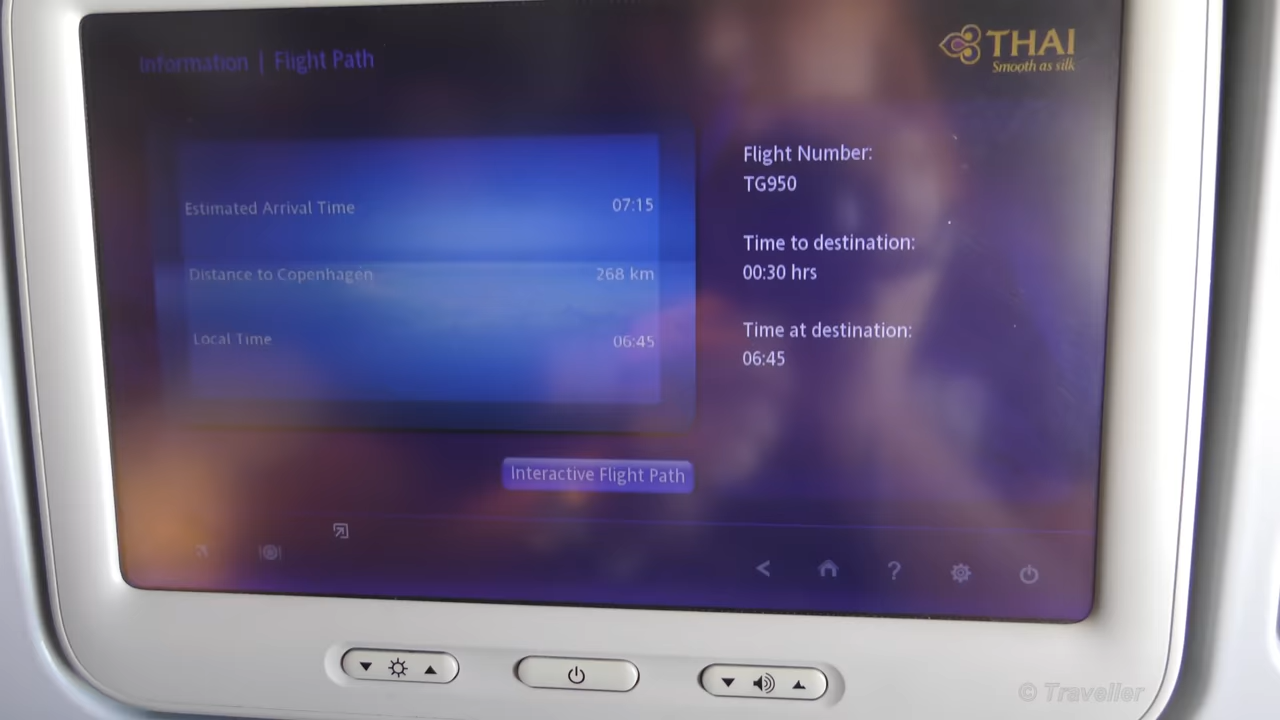 Information | Flight Path
THAI
Smooth as silk
Estimated Arrival Time 07:15
Distance to Copenhagen 268 km
Local Time 06:45
Flight Number:
TG950
Time to destination:
00:30 hrs
Time at destination:
06:45
Interactive Flight Path
?
© Traveller